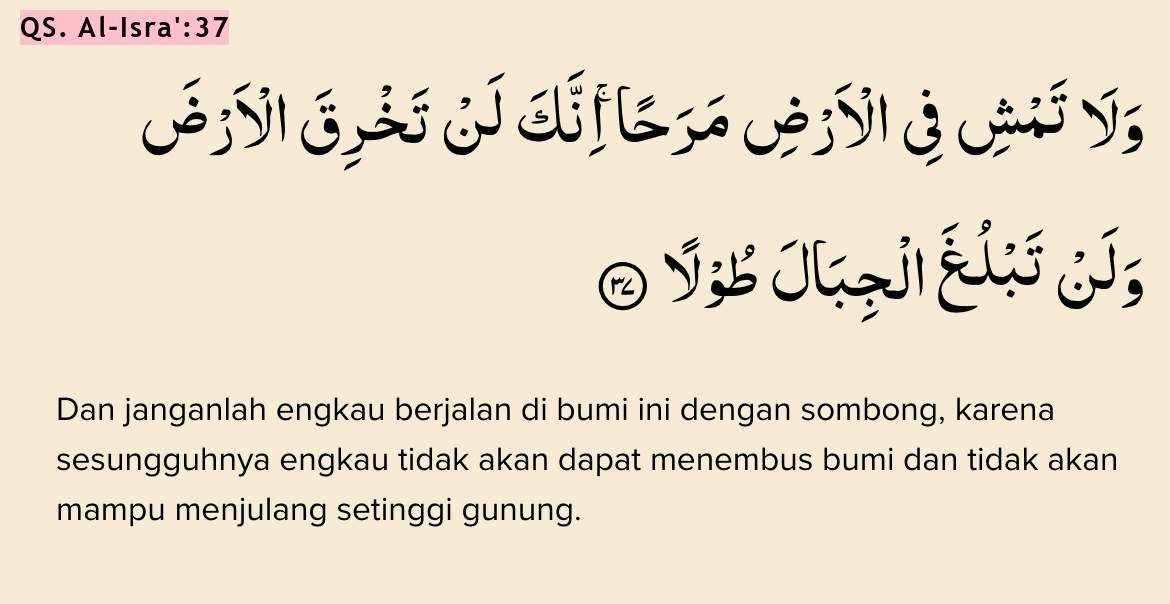 QS. Al-Isra':37
وَلَا تَمْشِ فِى الْاَرْضِ مَرَحًاۚ اِنَّكَ لَنْ تَخْرِقَ الْاَرْضَ
وَلَنْ تَبْلُغَ الْجِبَالَ طُوْلًا ٣٧
Dan janganlah engkau berjalan di bumi ini dengan sombong, karena
sesungguhnya engkau tidak akan dapat menembus bumi dan tidak akan
mampu menjulang setinggi gunung.